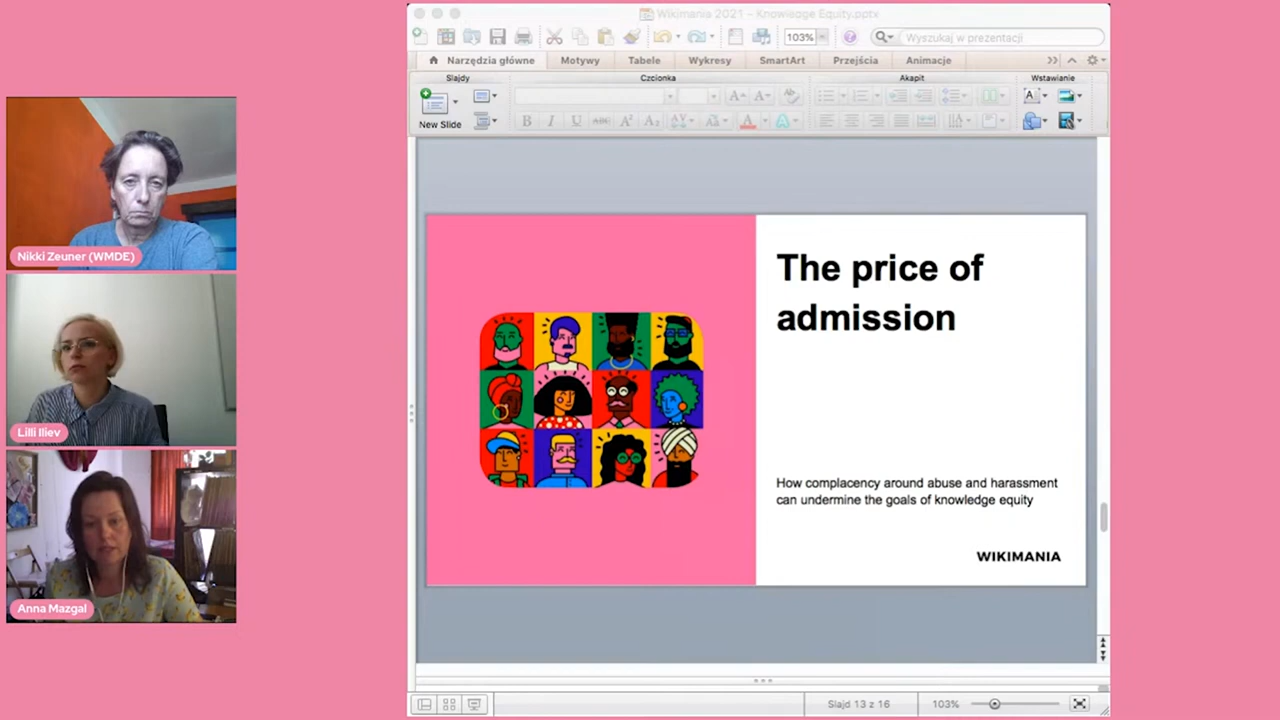 Wikimania 2021 – Knowledge Equity.pptx
103%
Wyszukaj w prezentacji
Narzędzia główne
Motywy
Tabele
Wykresy
SmartArt
Przejścia
Animacje
Slajdy
Czcionka
Akapit
Wstawianie
New Slide
Nikki Zeuner (WMDE)
Lilli Iliev
Anna Mazgal
The price of
admission
How complacency around abuse and harassment
can undermine the goals of knowledge equity
WIKIMANIA
Slajd 13 z 16
103%